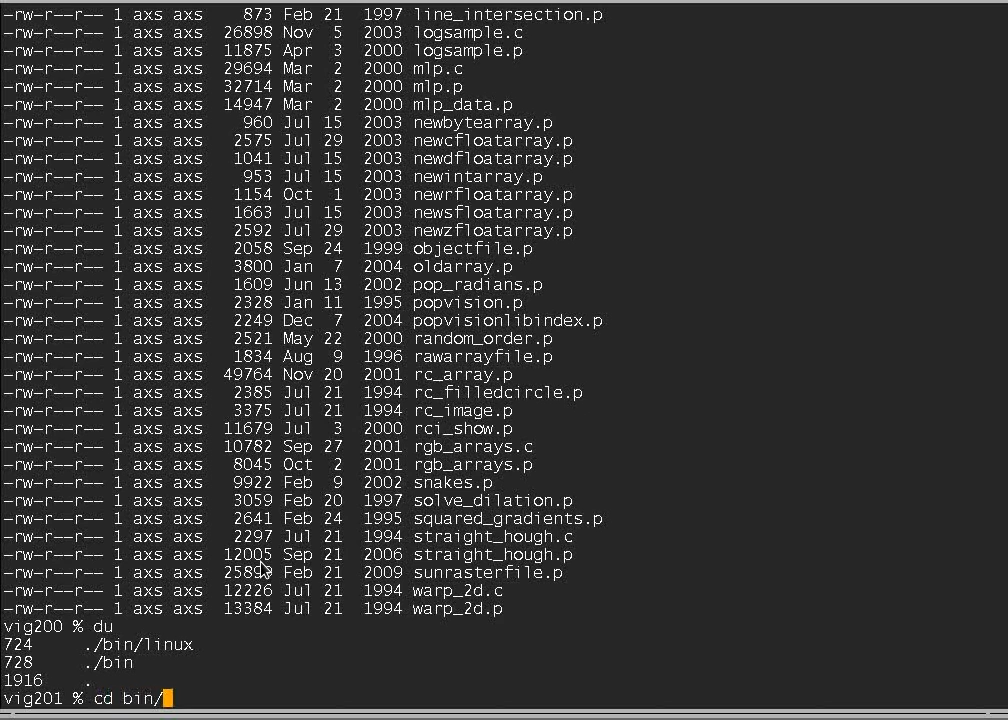 -rw-r--r-- 1 axs axs    873 Feb 21  1997 line_intersection.p
-rw-r--r-- 1 axs axs  26898 Nov  5  2003 logsample.c
-rw-r--r-- 1 axs axs  11875 Apr  3  2000 logsample.p
-rw-r--r-- 1 axs axs  29694 Mar  2  2000 mlp.c
-rw-r--r-- 1 axs axs  32714 Mar  2  2000 mlp.p
-rw-r--r-- 1 axs axs  14947 Mar  2  2000 mlp_data.p
-rw-r--r-- 1 axs axs    960 Jul 15  2003 newbytearray.p
-rw-r--r-- 1 axs axs   2575 Jul 29  2003 newcfloatarray.p
-rw-r--r-- 1 axs axs   1041 Jul 15  2003 newdfloatarray.p
-rw-r--r-- 1 axs axs    953 Jul 15  2003 newintarray.p
-rw-r--r-- 1 axs axs   1154 Oct  1  2003 newrfloatarray.p
-rw-r--r-- 1 axs axs   1663 Jul 15  2003 newsfloatarray.p
-rw-r--r-- 1 axs axs   2592 Jul 29  2003 newzfloatarray.p
-rw-r--r-- 1 axs axs   2058 Sep 24  1999 objectfile.p
-rw-r--r-- 1 axs axs   3800 Jan  7  2004 oldarray.p
-rw-r--r-- 1 axs axs   1609 Jun 13  2002 pop_radians.p
-rw-r--r-- 1 axs axs   2328 Jan 11  1995 popvision.p
-rw-r--r-- 1 axs axs   2249 Dec  7  2004 popvisionlibindex.p
-rw-r--r-- 1 axs axs   2521 May 22  2000 random_order.p
-rw-r--r-- 1 axs axs   1834 Aug  9  1996 rawarrayfile.p
-rw-r--r-- 1 axs axs  49764 Nov 20  2001 rc_array.p
-rw-r--r-- 1 axs axs   2385 Jul 21  1994 rc_filledcircle.p
-rw-r--r-- 1 axs axs   3375 Jul 21  1994 rc_image.p
-rw-r--r-- 1 axs axs  11679 Jul  3  2000 rci_show.p
-rw-r--r-- 1 axs axs  10782 Sep 27  2001 rgb_arrays.c
-rw-r--r-- 1 axs axs   8045 Oct  2  2001 rgb_arrays.p
-rw-r--r-- 1 axs axs   9922 Feb  9  2002 snakes.p
-rw-r--r-- 1 axs axs   3059 Feb 20  1997 solve_dilation.p
-rw-r--r-- 1 axs axs   2641 Feb 24  1995 squared_gradients.p
-rw-r--r-- 1 axs axs   2297 Jul 21  1994 straight_hough.c
-rw-r--r-- 1 axs axs  12005 Sep 21  2006 straight_hough.p
-rw-r--r-- 1 axs axs  Feb 21  2009 sunrasterfile.p
-rw-r--r-- 1 axs axs  12226 Jul 21  1994 warp_2d.c
-rw-r--r-- 1 axs axs  13384 Jul 21  1994 warp_2d.p
vig200 % du
724     ./bin/linux
728     ./bin
1916    .
vig201 % cd bin/